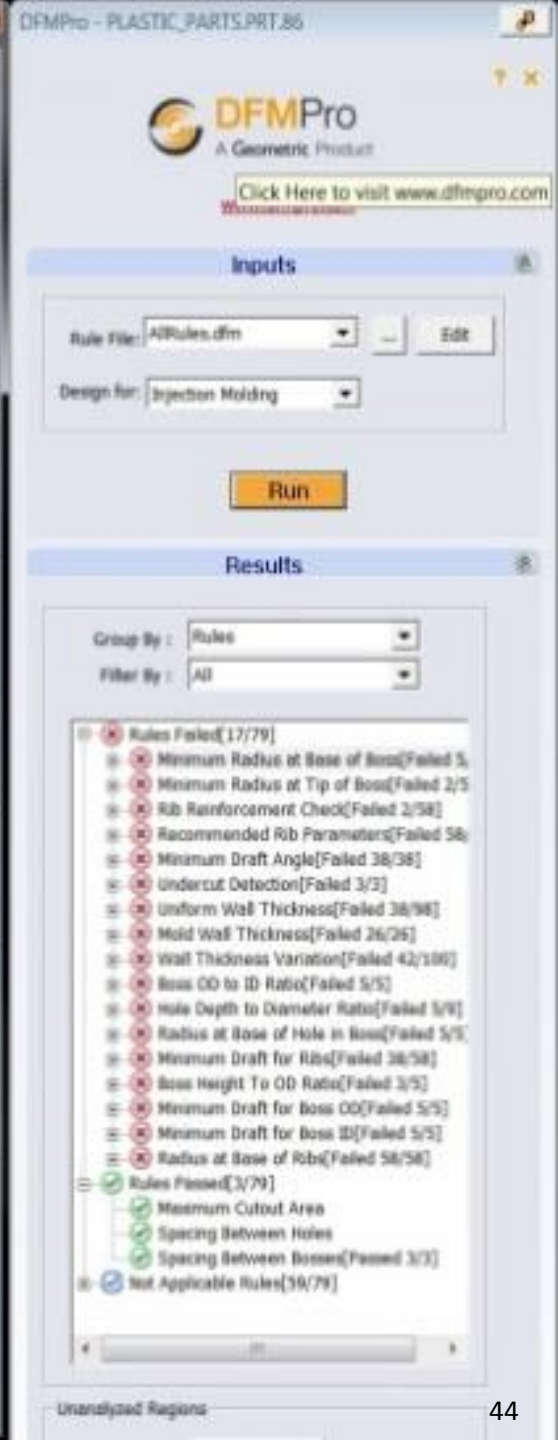 DFMPro - PLASTIC_PARTS.PRT.86
? ×
DFMPro
A Geometric Product
Click Here to visit www.dfmpro.com
Inputs
Rule File: AllRules.dfm ... Edit
Design for: Injection Molding
Run
Results
Group By : Rules
Filter By : All
Rules Failed[17/79]
Minimum Radius at Base of Boss[Failed 5,
Minimum Radius at Tip of Boss[Failed 2/5
Rib Reinforcement Check[Failed 2/58]
Recommended Rib Parameters[Failed 58/
Minimum Draft Angle[Failed 38/38]
Undercut Detection[Failed 3/3]
Uniform Wall Thickness[Failed 38/98]
Mold Wall Thickness[Failed 26/26]
Wall Thickness Variation[Failed 42/100]
Boss OD to ID Ratio[Failed 5/5]
Hole Depth to Diameter Ratio[Failed 5/9]
Radius at Base of Hole in Boss[Failed 5/5
Minimum Draft for Ribs[Failed 38/58]
Boss Height To OD Ratio[Failed 3/5]
Minimum Draft for Boss OD[Failed 5/5]
Minimum Draft for Boss ID[Failed 5/5]
Radius at Base of Ribs[Failed 58/58]
Rules Passed[3/79]
Maximum Cutout Area
Spacing Between Holes
Spacing Between Bosses[Passed 3/3]
Not Applicable Rules[59/79]
Unanalyzed Regions
44